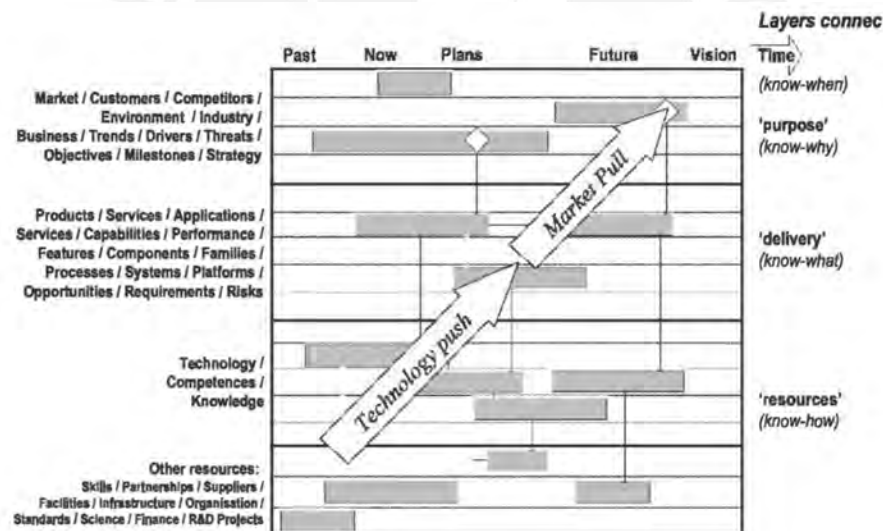 Layers connec
Past Now Plans Future Vision Time
(know-when)
Market / Customers / Competitors /
Environment / Industry /
Business / Trends / Drivers / Threats /
Objectives / Milestones / Strategy
'purpose'
(know-why)
Market Pull
Products / Services / Applications /
Services / Capabilities / Performance /
Features / Components / Families /
Processes / Systems / Platforms /
Opportunities / Requirements / Risks
'delivery'
(know-what)
Technology push
Technology /
Competences /
Knowledge
'resources'
(know-how)
Other resources:
Skills / Partnerships / Suppliers /
Facilities / Infrastructure / Organisation /
Standards / Science / Finance / R&D Projects